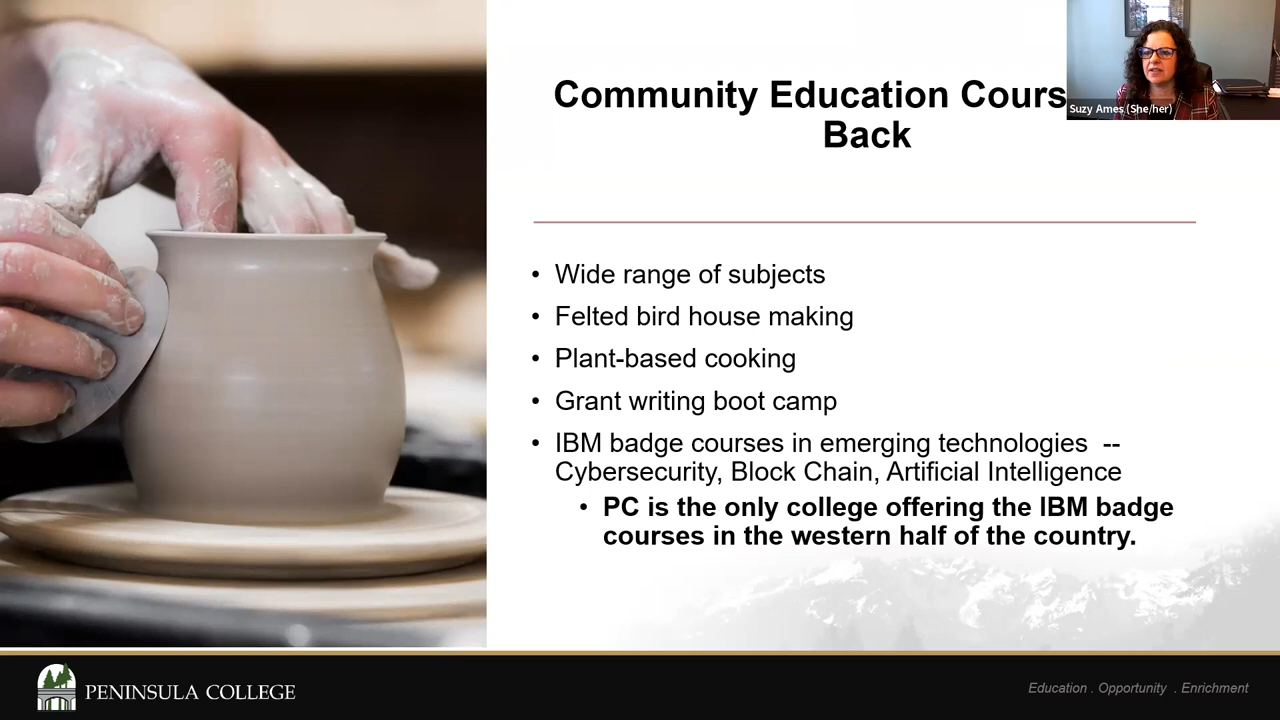 Community Education Cours
Back
Suzy Ames (She/her)
• Wide range of subjects
• Felted bird house making
• Plant-based cooking
• Grant writing boot camp
• IBM badge courses in emerging technologies --
Cybersecurity, Block Chain, Artificial Intelligence
• PC is the only college offering the IBM badge
courses in the western half of the country.
PENINSULA COLLEGE
Education . Opportunity . Enrichment